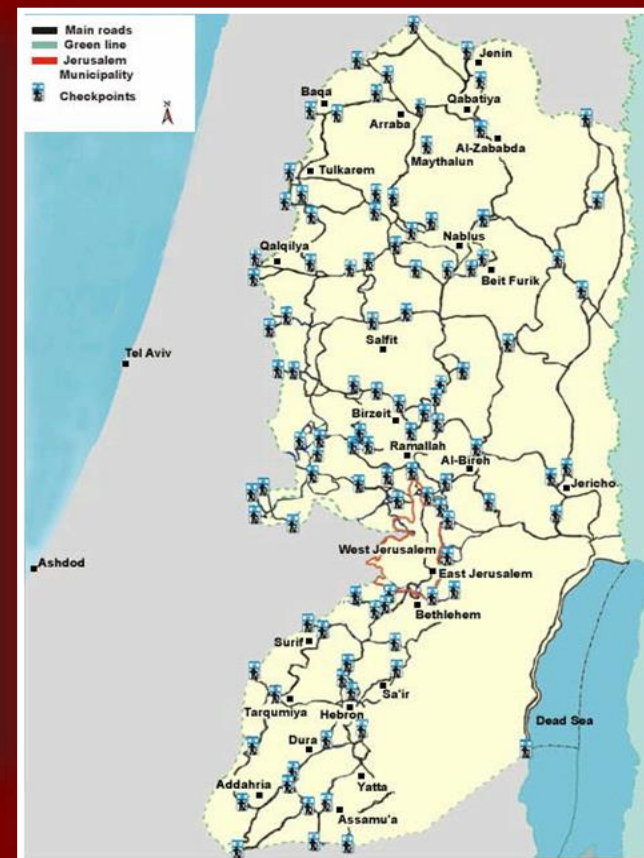 Main roads
Green line
Jerusalem
Municipality
Checkpoints
N
Jenin
Baqa
Qabatiya
Arraba
Al-Zababda
Maythalun
Tulkarem
Nablus
Qalqilya
Beit Furik
Salfit
Tel Aviv
Birzeit
Ramallah
Al-Bireh
Jericho
West Jerusalem
Ashdod
East Jerusalem
Bethlehem
Surif
Sa'ir
Tarqumiya
Hebron
Dead Sea
Dura
Addahria
Yatta
Assamu'a